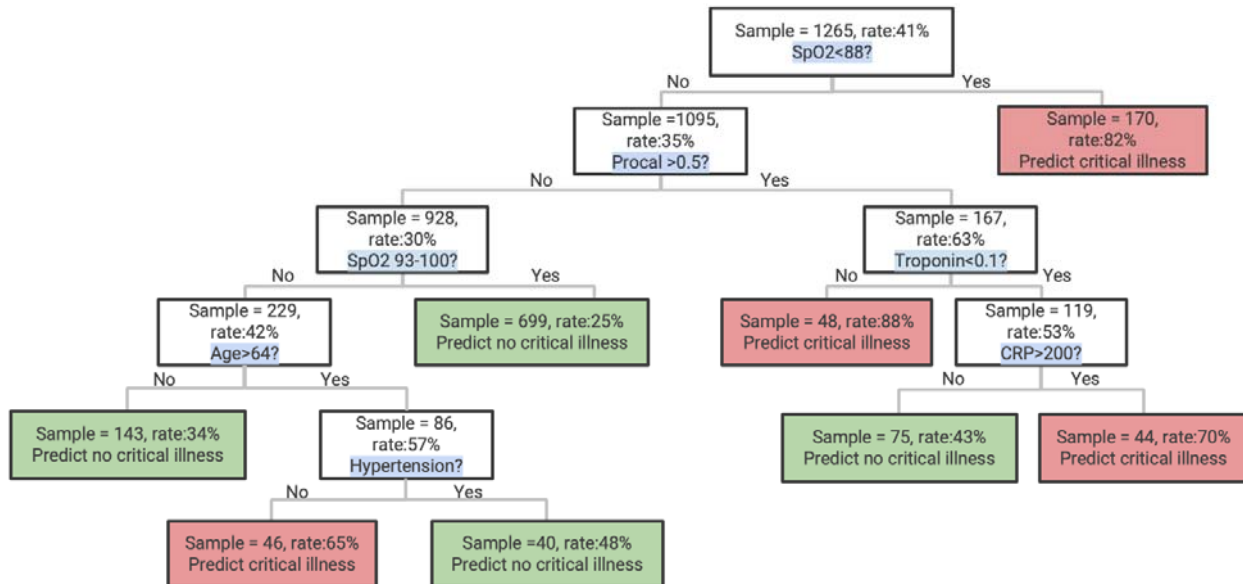 Sample = 1265, rate:41%
SpO2<88?
No
Yes
Sample =1095,
rate:35%
Procal >0.5?
Sample = 170,
rate:82%
Predict critical illness
No
Yes
Sample = 928,
rate:30%
SpO2 93-100?
Sample = 167,
rate:63%
Troponin<0.1?
No
Yes
No
Yes
Sample = 229,
rate:42%
Age>64?
Sample = 699, rate:25%
Predict no critical illness
Sample = 48, rate:88%
Predict critical illness
Sample = 119,
rate:53%
CRP>200?
No
Yes
No
Yes
Sample = 143, rate:34%
Predict no critical illness
Sample = 86,
rate:57%
Hypertension?
Sample = 75, rate:43%
Predict no critical illness
Sample = 44, rate:70%
Predict critical illness
No
Yes
Sample = 46, rate:65%
Predict critical illness
Sample =40, rate:48%
Predict no critical illness